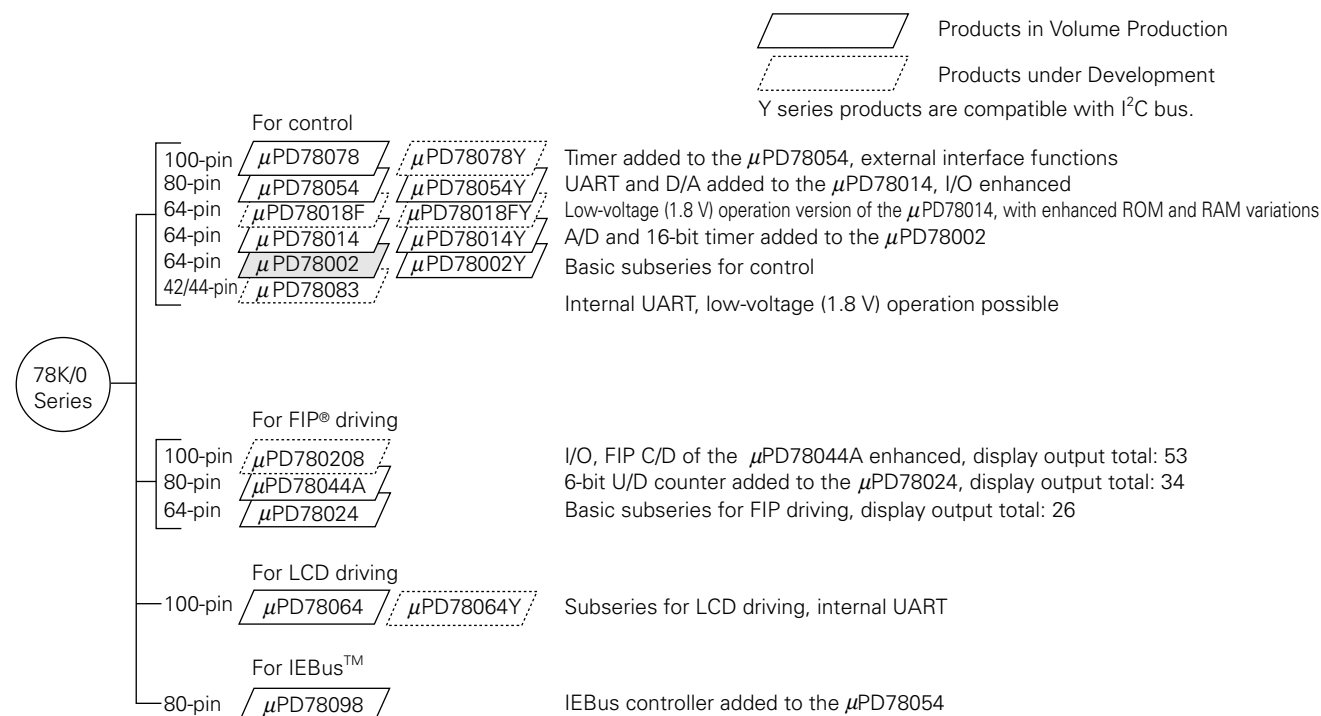 Products in Volume Production
Products under Development
Y series products are compatible with I²C bus.
For control
100-pin μPD78078 μPD78078Y Timer added to the μPD78054, external interface functions
80-pin μPD78054 μPD78054Y UART and D/A added to the μPD78014, I/O enhanced
64-pin μPD78018F μPD78018FY Low-voltage (1.8 V) operation version of the μPD78014, with enhanced ROM and RAM variations
64-pin μPD78014 μPD78014Y A/D and 16-bit timer added to the μPD78002
64-pin μPD78002 μPD78002Y Basic subseries for control
42/44-pin μPD78083 Internal UART, low-voltage (1.8 V) operation possible
78K/0
Series
For FIP® driving
100-pin μPD780208 I/O, FIP C/D of the μPD78044A enhanced, display output total: 53
80-pin μPD78044A 6-bit U/D counter added to the μPD78024, display output total: 34
64-pin μPD78024 Basic subseries for FIP driving, display output total: 26
For LCD driving
100-pin μPD78064 μPD78064Y Subseries for LCD driving, internal UART
For IEBus™
80-pin μPD78098 IEBus controller added to the μPD78054